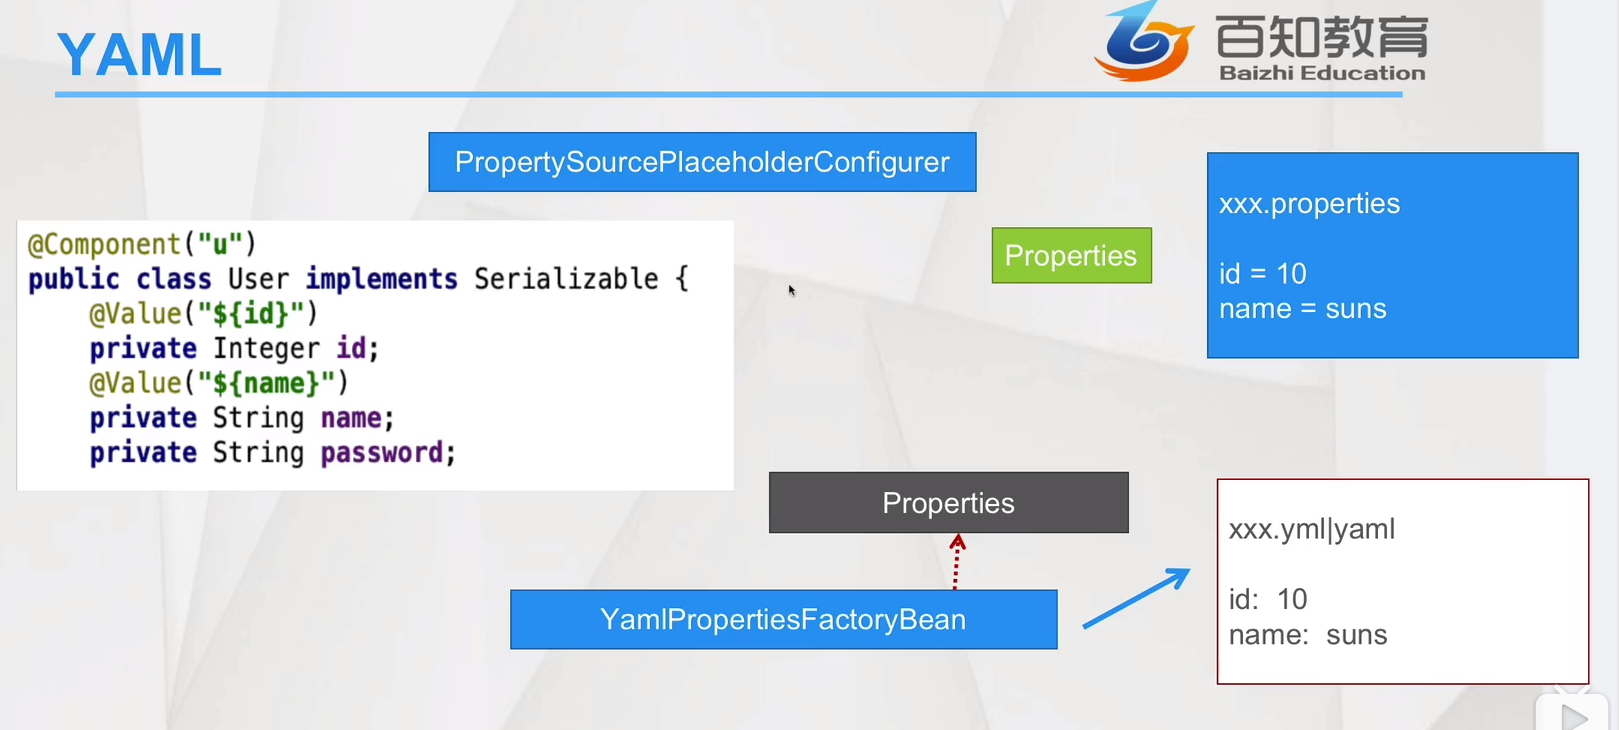 YAML
百知教育
Baizhi Education
PropertySourcePlaceholderConfigurer
@Component("u")
public class User implements Serializable {
@Value("${id}")
private Integer id;
@Value("${name}")
private String name;
private String password;
Properties
xxx.properties
id = 10
name = suns
Properties
YamlPropertiesFactoryBean
xxx.yml|yaml
id: 10
name: suns